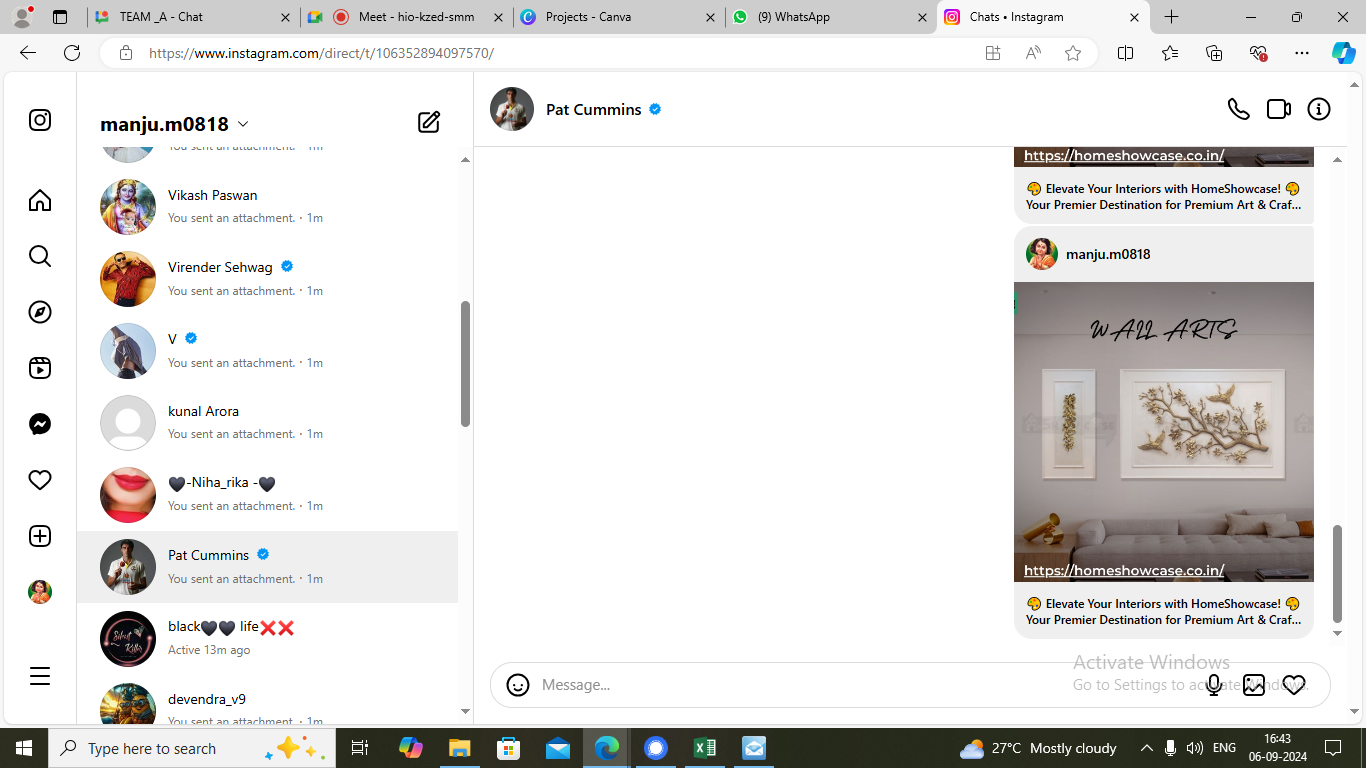 TEAM _A - Chat
Meet - hio-kzed-smm
Projects - Canva
(9) WhatsApp
Chats • Instagram
https://www.instagram.com/direct/t/106352894097570/
manju.m0818
You sent an attachment. · 1m
Vikash Paswan
You sent an attachment. · 1m
Virender Sehwag
You sent an attachment. · 1m
V
You sent an attachment. · 1m
kunal Arora
You sent an attachment. · 1m
🖤-Niha_rika -🖤
You sent an attachment. · 1m
Pat Cummins
You sent an attachment. · 1m
black🖤🖤 life❌❌
Active 13m ago
devendra_v9
You sent an attachment. · 1m
Pat Cummins
https://homeshowcase.co.in/
🎨 Elevate Your Interiors with HomeShowcase! 🎨
Your Premier Destination for Premium Art & Craf...
manju.m0818
WALL ARTS
https://homeshowcase.co.in/
🎨 Elevate Your Interiors with HomeShowcase! 🎨
Your Premier Destination for Premium Art & Craf...
Message...
Activate Windows
Go to Settings to activate Windows.
Type here to search
27°C Mostly cloudy
ENG
16:43
06-09-2024